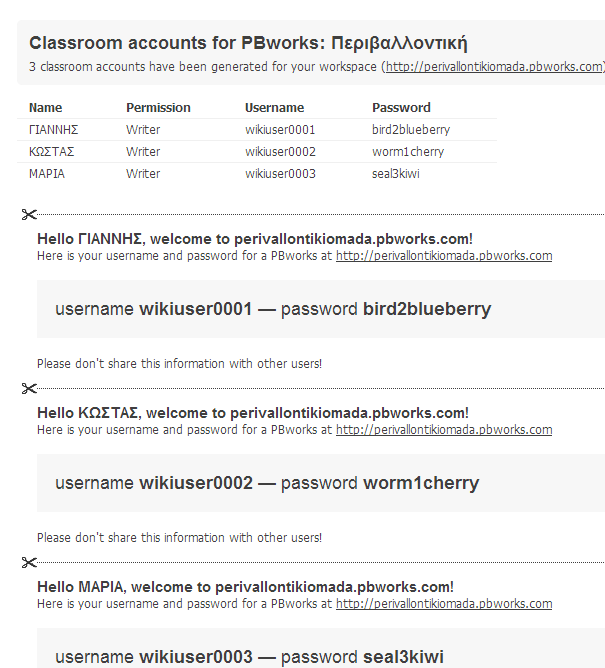 Classroom accounts for PBworks: Περιβαλλοντική
3 classroom accounts have been generated for your workspace (http://perivallontikiomada.pbworks.com)
Name Permission Username Password
ΓΙΑΝΝΗΣ Writer wikiuser0001 bird2blueberry
ΚΩΣΤΑΣ Writer wikiuser0002 worm1cherry
ΜΑΡΙΑ Writer wikiuser0003 seal3kiwi
Hello ΓΙΑΝΝΗΣ, welcome to perivallontikiomada.pbworks.com!
Here is your username and password for a PBworks at http://perivallontikiomada.pbworks.com
username wikiuser0001 — password bird2blueberry
Please don't share this information with other users!
Hello ΚΩΣΤΑΣ, welcome to perivallontikiomada.pbworks.com!
Here is your username and password for a PBworks at http://perivallontikiomada.pbworks.com
username wikiuser0002 — password worm1cherry
Please don't share this information with other users!
Hello ΜΑΡΙΑ, welcome to perivallontikiomada.pbworks.com!
Here is your username and password for a PBworks at http://perivallontikiomada.pbworks.com
username wikiuser0003 — password seal3kiwi